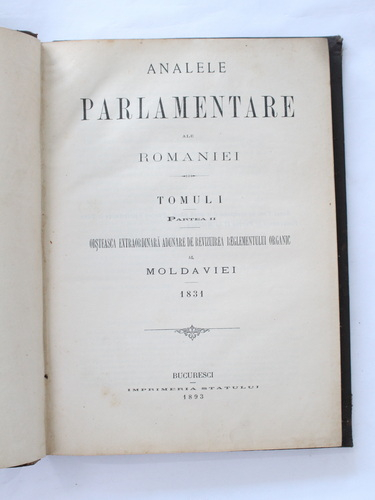 ANALELE
PARLAMENTARE
ALE
ROMANIEI
TOMUL I
PARTEA II
OBȘTEASCA EXTRAORDINARĂ ADUNARE DE REVIZUIREA REGLEMENTULUI ORGANIC
AL
MOLDAVIEI
1831
BUCURESCI
IMPRIMERIA STATULUI
1893